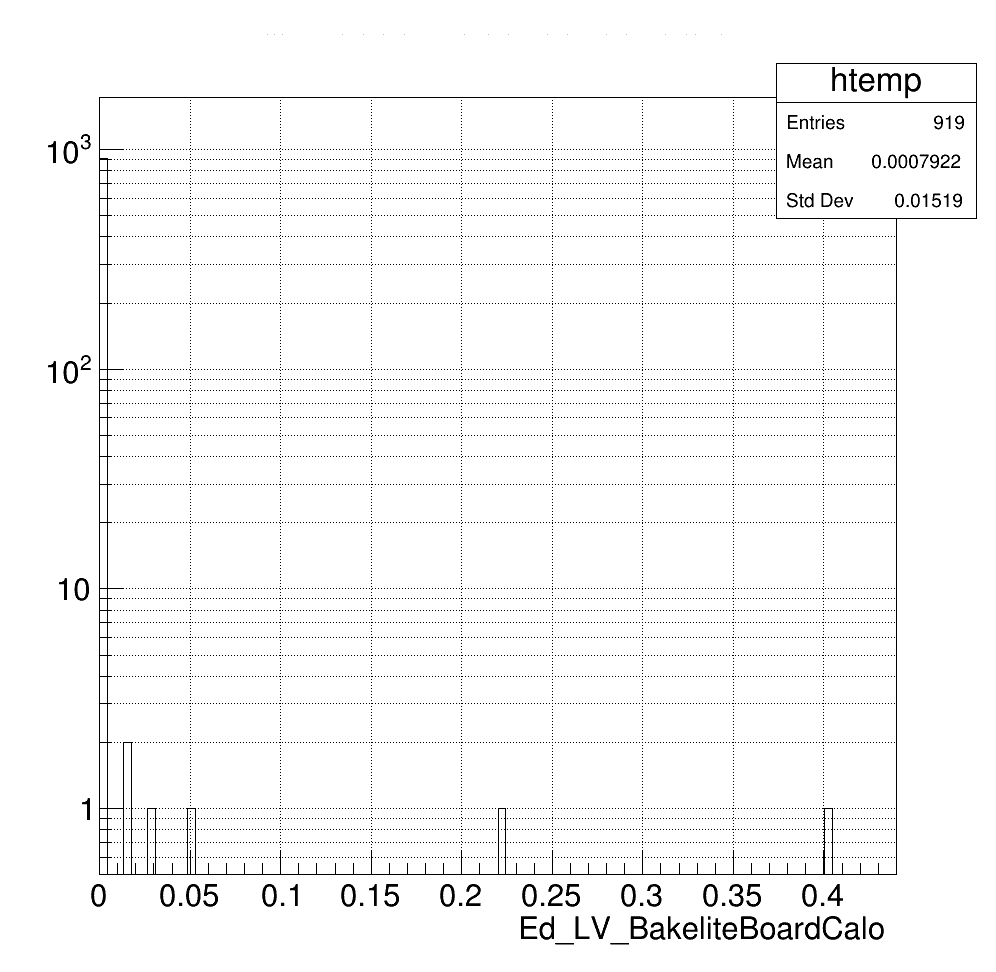 htemp
Entries 919
Mean 0.0007922
Std Dev 0.01519
10³
10²
10
1
0 0.05 0.1 0.15 0.2 0.25 0.3 0.35 0.4
Ed_LV_BakeliteBoardCalo